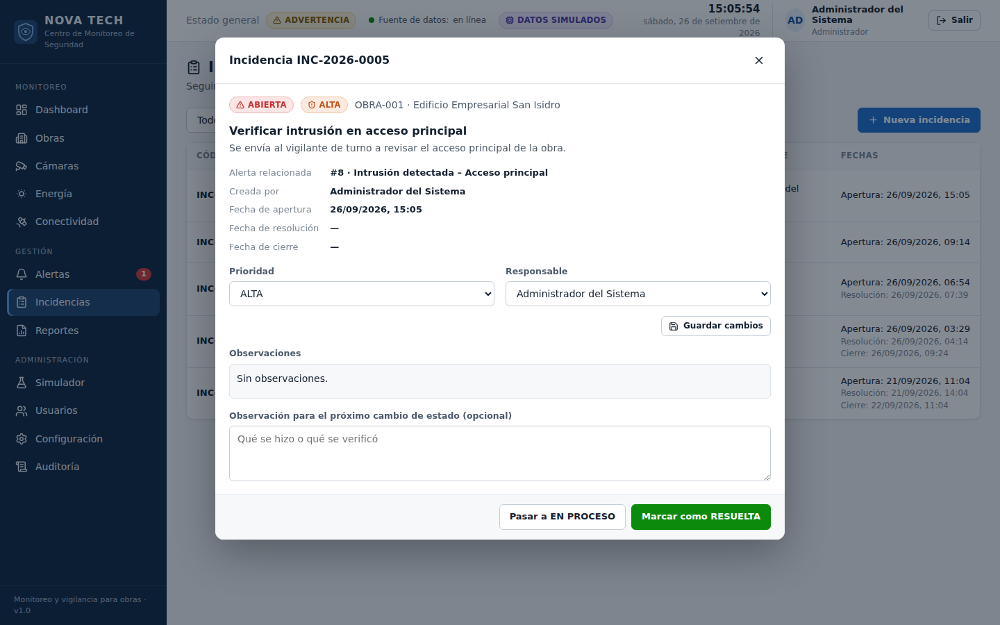 NOVA TECH
Centro de Monitoreo de
Seguridad
MONITOREO
Dashboard
Obras
Cámaras
Energía
Conectividad
GESTIÓN
Alertas
1
Incidencias
Reportes
ADMINISTRACIÓN
Simulador
Usuarios
Configuración
Auditoría
Monitoreo y vigilancia para obras ·
v1.0
Estado general
ADVERTENCIA
Fuente de datos: en línea
DATOS SIMULADOS
15:05:54
sábado, 26 de setiembre de
2026
AD
Administrador del
Sistema
Administrador
Salir
Nueva incidencia
FECHAS
del
Apertura: 26/09/2026, 15:05
Apertura: 26/09/2026, 09:14
Apertura: 26/09/2026, 06:54
Resolución: 26/09/2026, 07:39
Apertura: 26/09/2026, 03:29
Resolución: 26/09/2026, 04:14
Cierre: 26/09/2026, 09:24
Apertura: 21/09/2026, 11:04
Resolución: 21/09/2026, 14:04
Cierre: 22/09/2026, 11:04
Incidencia INC-2026-0005
ABIERTA
ALTA
OBRA-001 · Edificio Empresarial San Isidro
Verificar intrusión en acceso principal
Se envía al vigilante de turno a revisar el acceso principal de la obra.
Alerta relacionada #8 · Intrusión detectada – Acceso principal
Creada por Administrador del Sistema
Fecha de apertura 26/09/2026, 15:05
Fecha de resolución —
Fecha de cierre —
Prioridad
ALTA
Responsable
Administrador del Sistema
Guardar cambios
Observaciones
Sin observaciones.
Observación para el próximo cambio de estado (opcional)
Qué se hizo o qué se verificó
Pasar a EN PROCESO
Marcar como RESUELTA